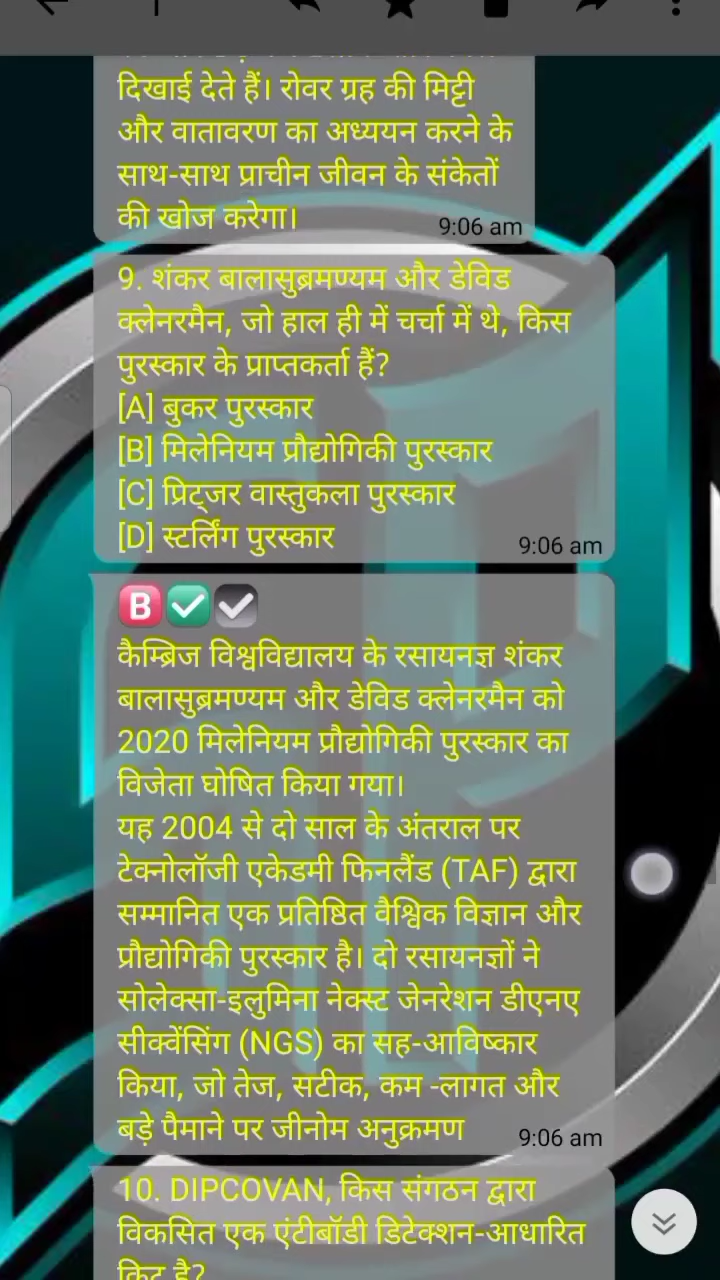 दिखाई देते हैं। रोवर ग्रह की मिट्टी
और वातावरण का अध्ययन करने के
साथ-साथ प्राचीन जीवन के संकेतों
की खोज करेगा।
9:06 am
9. शंकर बालासुब्रमण्यम और डेविड
क्लेनरमैन, जो हाल ही में चर्चा में थे, किस
पुरस्कार के प्राप्तकर्ता हैं?
[A] बुकर पुरस्कार
[B] मिलेनियम प्रौद्योगिकी पुरस्कार
[C] प्रिट्जर वास्तुकला पुरस्कार
[D] स्टर्लिंग पुरस्कार
9:06 am
🅱️✅☑️
कैम्ब्रिज विश्वविद्यालय के रसायनज्ञ शंकर
बालासुब्रमण्यम और डेविड क्लेनरमैन को
2020 मिलेनियम प्रौद्योगिकी पुरस्कार का
विजेता घोषित किया गया।
यह 2004 से दो साल के अंतराल पर
टेक्नोलॉजी एकेडमी फिनलैंड (TAF) द्वारा
सम्मानित एक प्रतिष्ठित वैश्विक विज्ञान और
प्रौद्योगिकी पुरस्कार है। दो रसायनज्ञों ने
सोलेक्सा-इलुमिना नेक्स्ट जेनरेशन डीएनए
सीक्वेंसिंग (NGS) का सह-आविष्कार
किया, जो तेज, सटीक, कम -लागत और
बड़े पैमाने पर जीनोम अनुक्रमण
9:06 am
10. DIPCOVAN, किस संगठन द्वारा
विकसित एक एंटीबॉडी डिटेक्शन-आधारित
किट है?